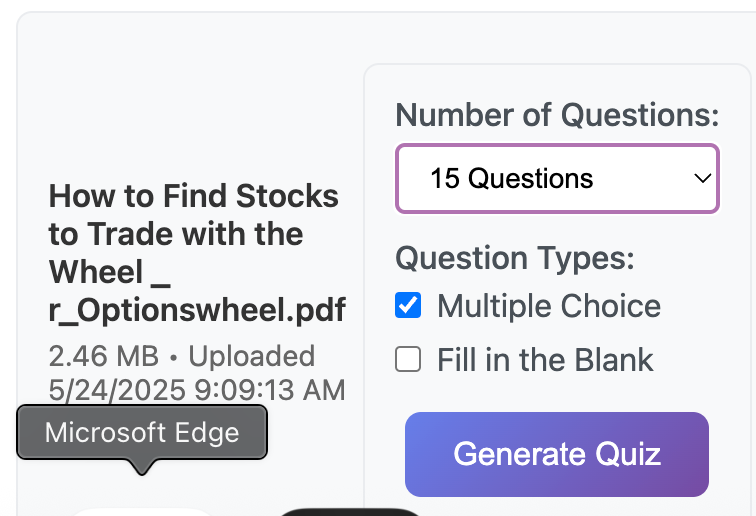 How to Find Stocks
to Trade with the
Wheel _
r_Optionswheel.pdf
2.46 MB • Uploaded
5/24/2025 9:09:13 AM
Microsoft Edge
Number of Questions:
15 Questions
Question Types:
Multiple Choice
Fill in the Blank
Generate Quiz